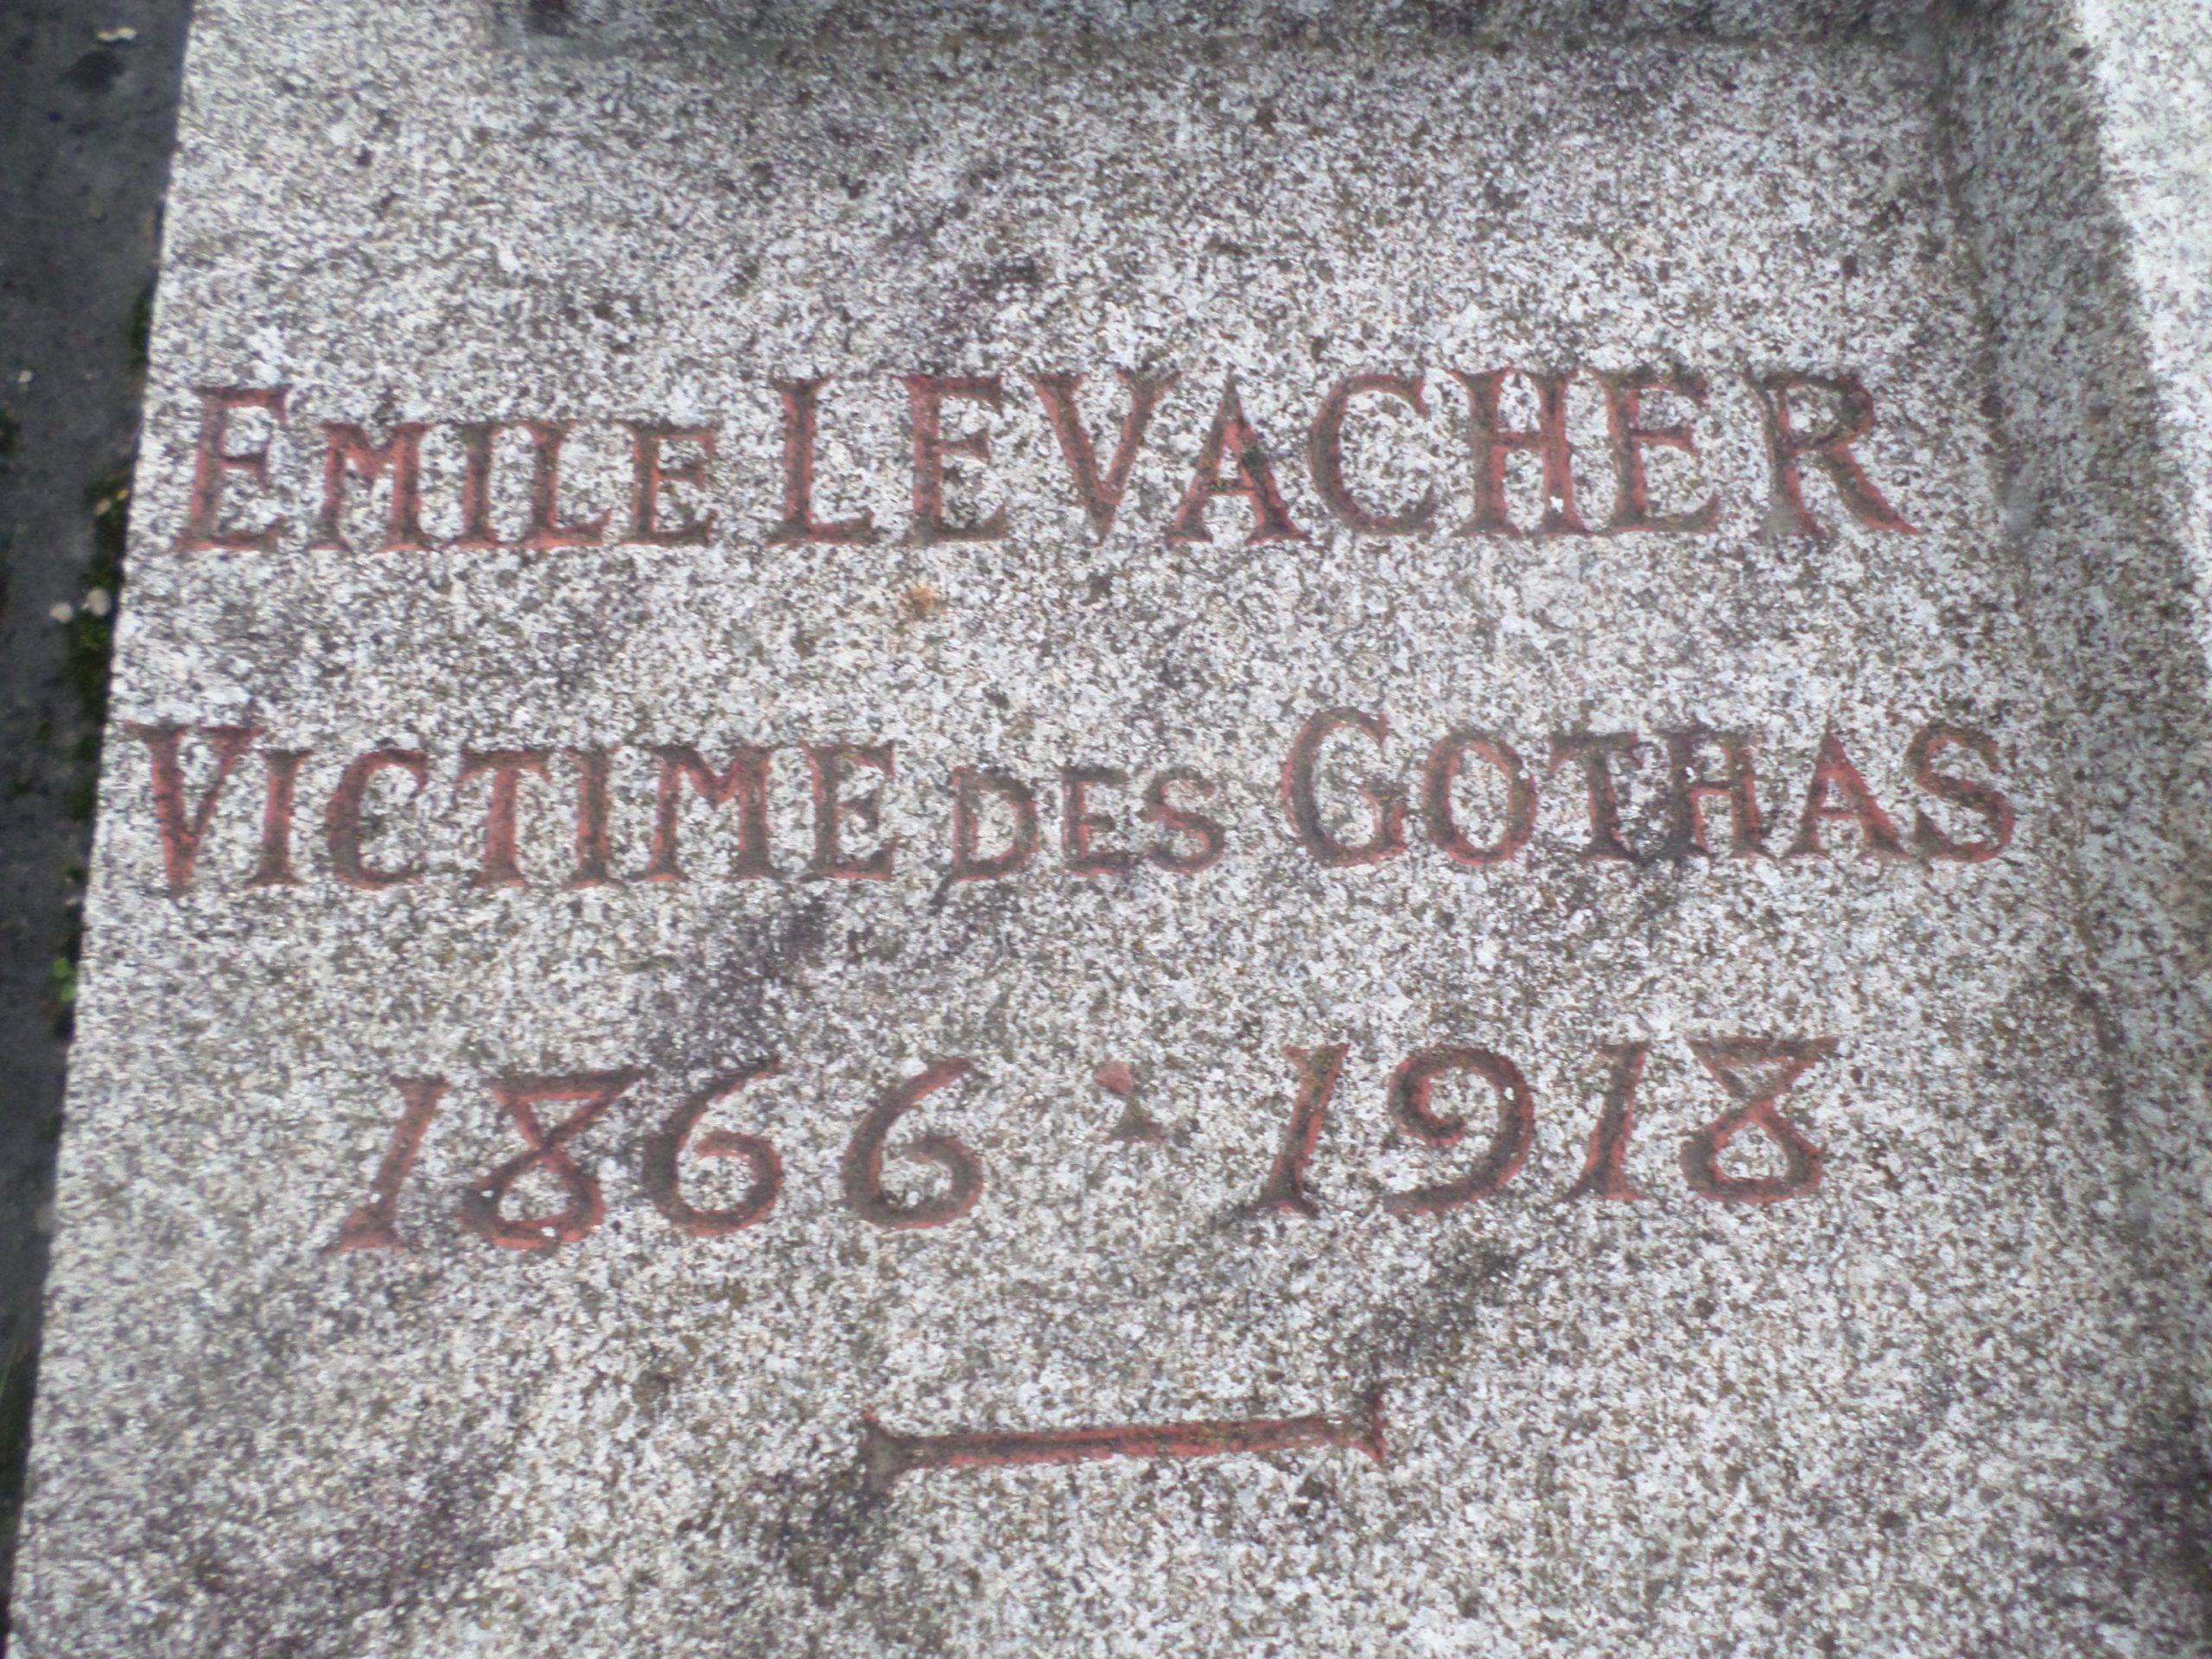 EMILE LEVACHER
VICTIME DES GOTHAS
1866 · 1918